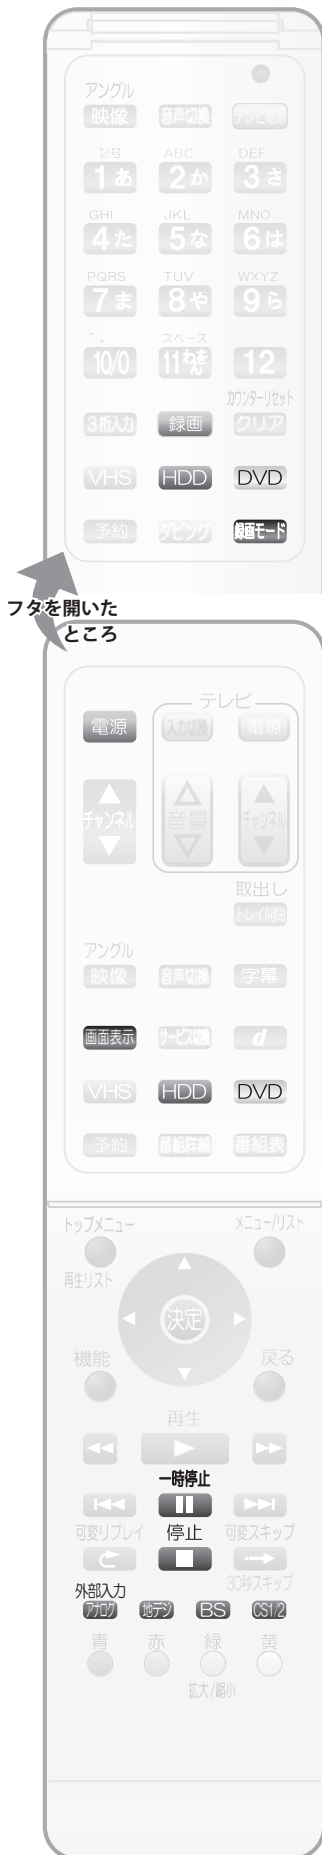 アングル
映像 音声切換 テレビ電源
記号 ABC DEF
1あ 2か 3さ
GHI JKL MNO
4た 5な 6は
PQRS TUV WXYZ
7ま 8や 9ら
゛。 スペース
10/0 11わをん 12
カウンターリセット
3桁入力 録画 クリア
VHS HDD DVD
予約 ダビング 録画モード
フタを開いた
ところ
テレビ
電源 入力切換 電源
チャンネル 音量 チャンネル
取出し
トレイ開閉
アングル
映像 音声切換 字幕
画面表示 サービス切換 d
VHS HDD DVD
予約 番組詳細 番組表
トップメニュー メニュー/リスト
再生リスト
決定
機能 戻る
再生
一時停止
可変リプレイ 停止 可変スキップ
30秒スキップ
外部入力
アナログ 地デジ BS CS1/2
青 赤 緑 黄
拡大/縮小